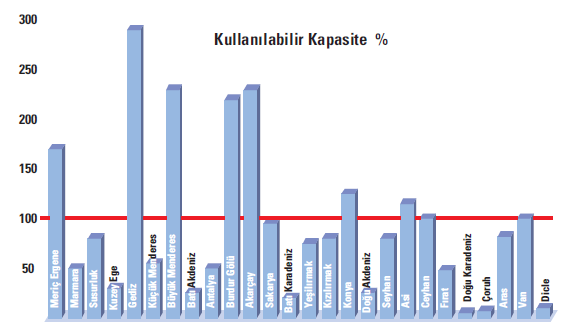 Kullanılabilir Kapasite %
300
250
200
150
100
50
Meriç Ergene
Marmara
Susurluk
Kuzey Ege
Gediz
Küçük Menderes
Büyük Menderes
Batı Akdeniz
Antalya
Burdur Gölü
Akarçay
Sakarya
Batı Karadeniz
Yeşilırmak
Kızılırmak
Konya
Doğu Akdeniz
Seyhan
Asi
Ceyhan
Fırat
Doğu Karadeniz
Çoruh
Aras
Van
Dicle